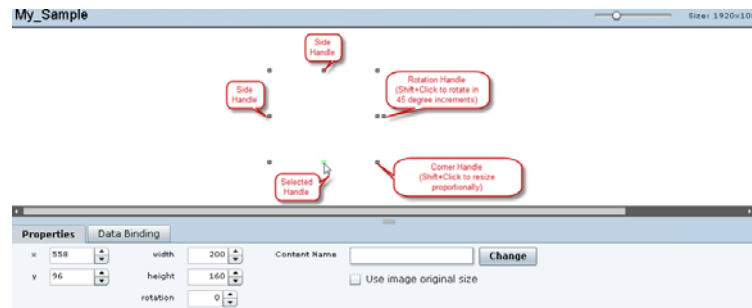 My_Sample
Size: 1920x10
Side
Handle
Side
Handle
Rotation Handle
(Shift+Click to rotate in
45 degree increments)
Selected
Handle
Corner Handle
(Shift+Click to resize
proportionally)
Properties Data Binding
x 558 width 200 Content Name Change
y 96 height 160 Use image original size
rotation 0